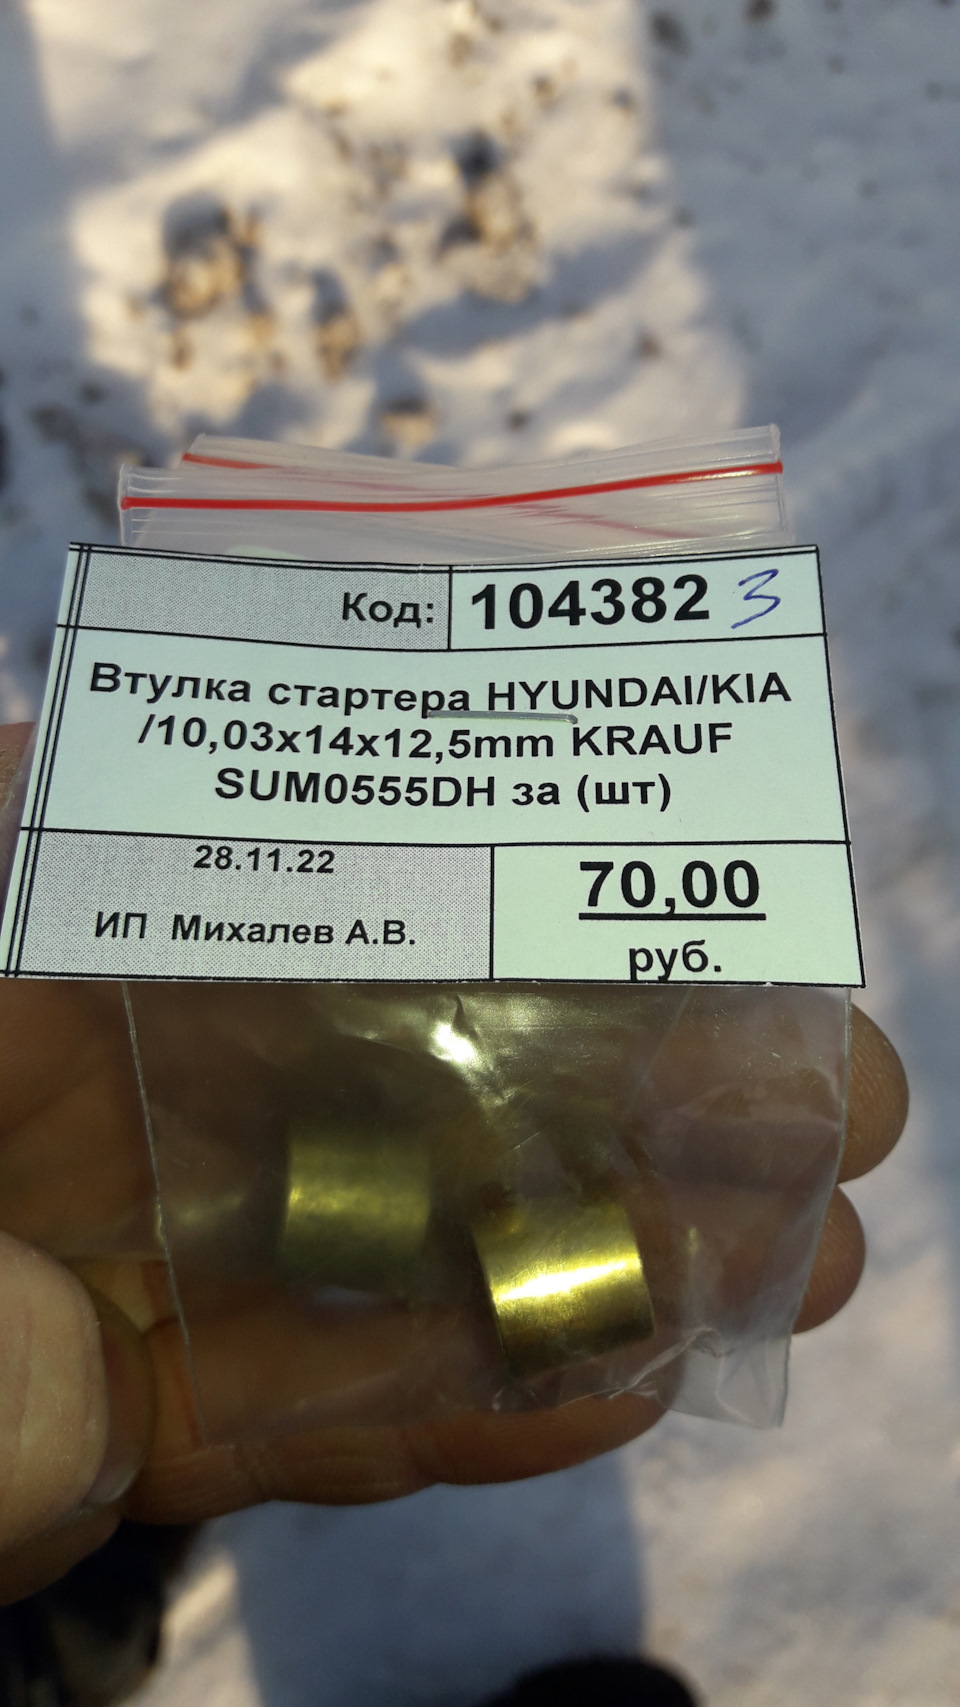 Код: 104382 3
Втулка стартера HYUNDAI/KIA
/10,03х14х12,5mm KRAUF
SUM0555DH за (шт)
28.11.22
ИП Михалев А.В.
70,00
руб.